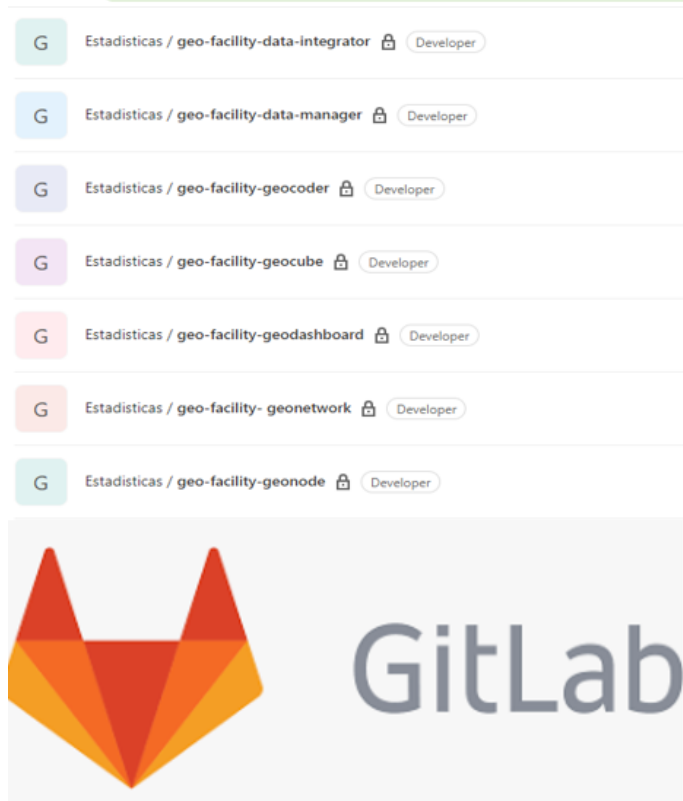 G Estadisticas / geo-facility-data-integrator Developer
G Estadisticas / geo-facility-data-manager Developer
G Estadisticas / geo-facility-geocoder Developer
G Estadisticas / geo-facility-geocube Developer
G Estadisticas / geo-facility-geodashboard Developer
G Estadisticas / geo-facility- geonetwork Developer
G Estadisticas / geo-facility-geonode Developer
GitLab